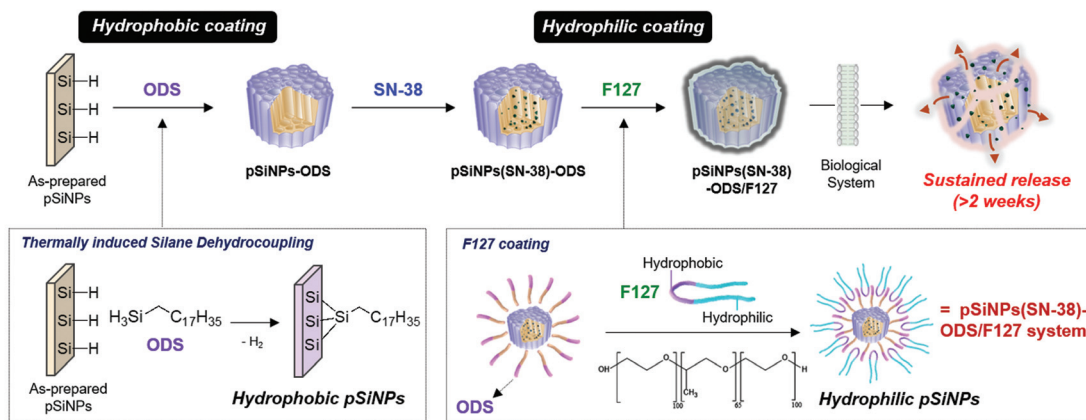 Hydrophobic coating
Hydrophilic coating
Si-H
Si-H
Si-H
ODS
SN-38
F127
As-prepared
pSiNPs
pSiNPs-ODS
pSiNPs(SN-38)-ODS
pSiNPs(SN-38)
-ODS/F127
Biological
System
Sustained release
(>2 weeks)
Thermally induced Silane Dehydrocoupling
Si-H
Si-H
Si-H
H3Si
C17H35
ODS
- H2
Si
Si
Si
Si
C17H35
As-prepared
pSiNPs
Hydrophobic pSiNPs
F127 coating
ODS
Hydrophobic
F127
Hydrophilic
OH
O
100
CH3
O
65
O
H
100
= pSiNPs(SN-38)-
ODS/F127 system
Hydrophilic pSiNPs